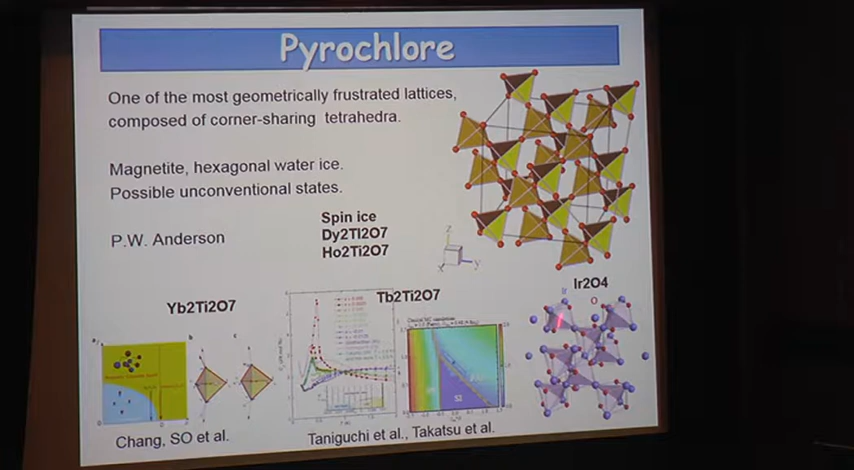 Pyrochlore
One of the most geometrically frustrated lattices,
composed of corner-sharing tetrahedra.
Magnetite, hexagonal water ice.
Possible unconventional states.
P.W. Anderson
Spin ice
Dy2TI2O7
Ho2Ti2O7
z
x
y
Yb2Ti2O7
Tb2Ti2O7
Ir2O4
Ir
O
a
b
c
SI
Chang, SO et al.
Taniguchi et al., Takatsu et al.